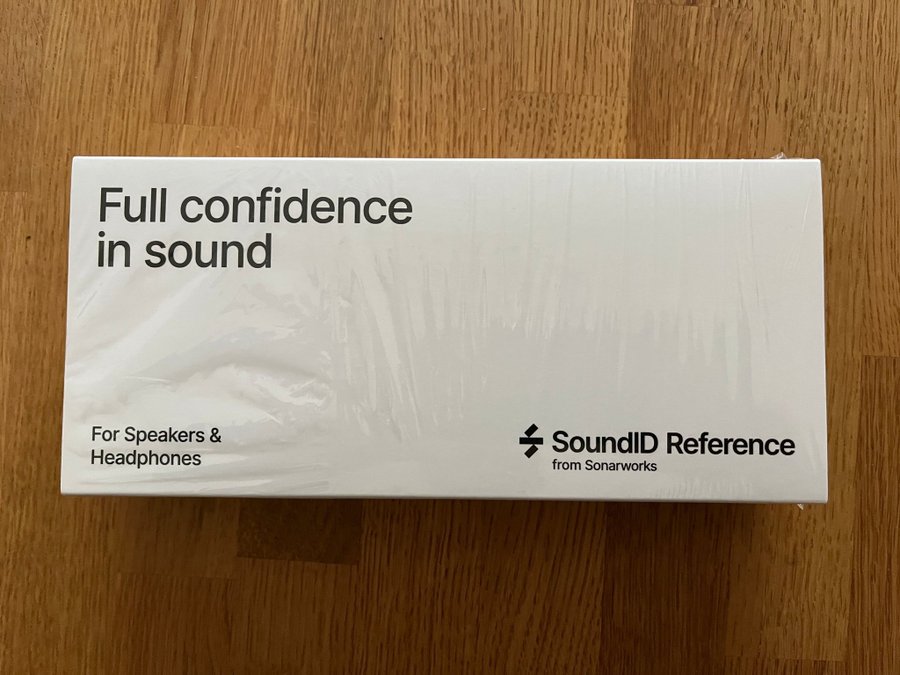 Full confidence
in sound
For Speakers &
Headphones
SoundID Reference
from Sonarworks